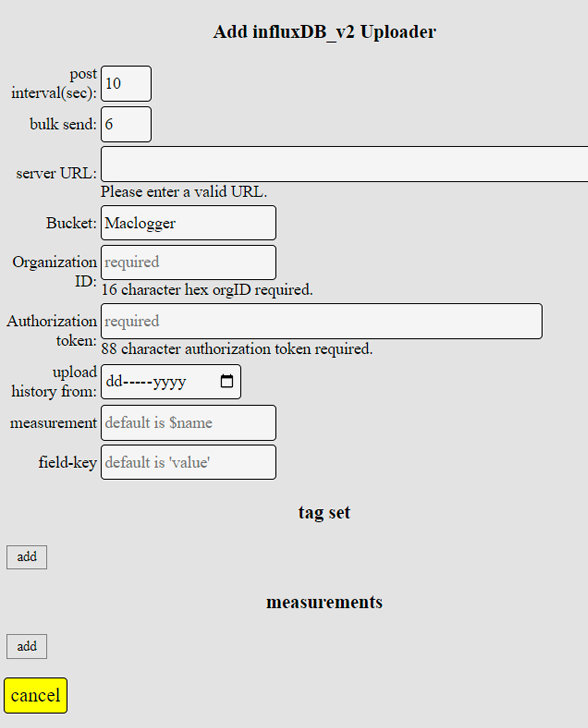 Add influxDB_v2 Uploader
post
interval(sec): 10
bulk send: 6
server URL:
Please enter a valid URL.
Bucket: Maclogger
Organization required
ID:
16 character hex orgID required.
Authorization required
token:
88 character authorization token required.
upload
history from: dd-----yyyy
measurement default is $name
field-key default is 'value'
tag set
add
measurements
add
cancel